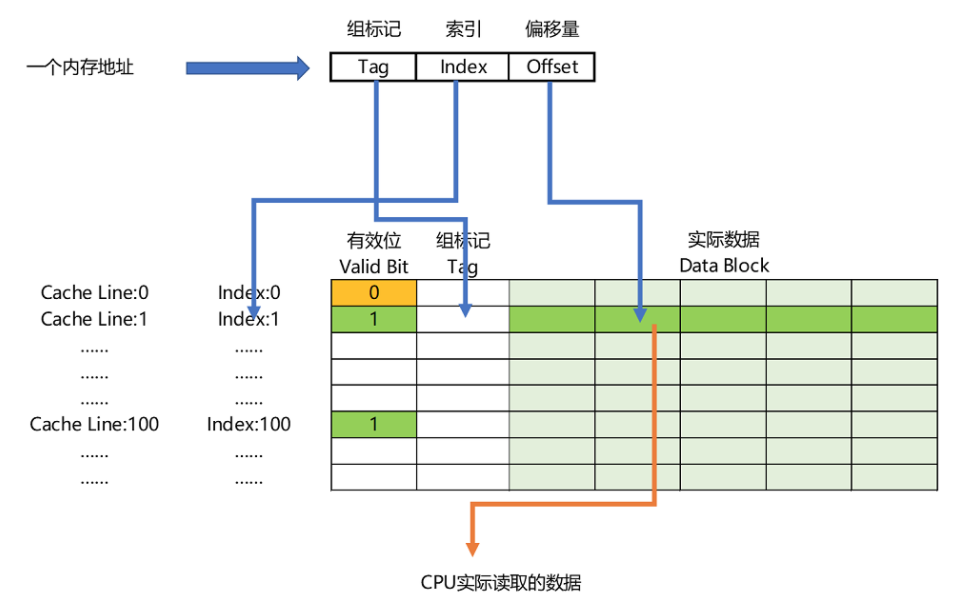 组标记 索引 偏移量
一个内存地址 Tag Index Offset
有效位 组标记 实际数据
Valid Bit Tag Data Block
Cache Line:0 Index:0 0
Cache Line:1 Index:1 1
...... ......
...... ......
...... ......
Cache Line:100 Index:100 1
...... ......
...... ......
CPU实际读取的数据